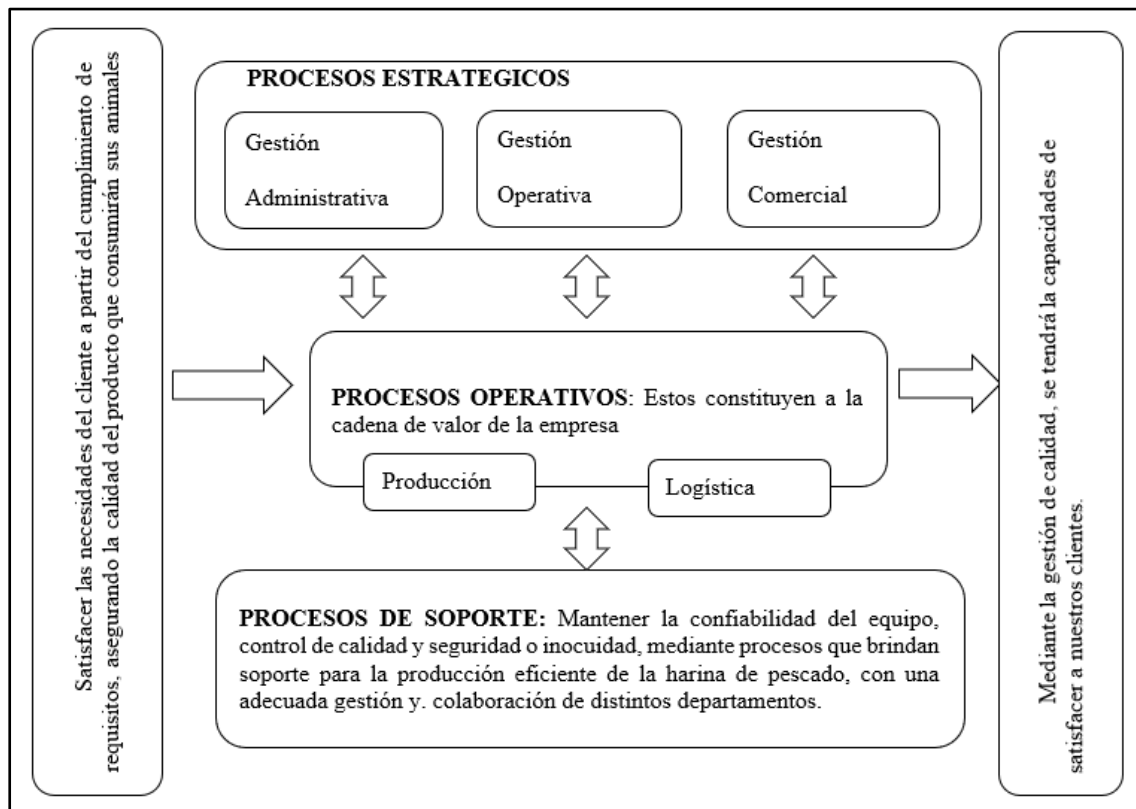 Satisfacer las necesidades del cliente a partir del cumplimiento de
requisitos, asegurando la calidad del producto que consumirán sus animales
PROCESOS ESTRATEGICOS
Gestión
Administrativa
Gestión
Operativa
Gestión
Comercial
PROCESOS OPERATIVOS: Estos constituyen a la
cadena de valor de la empresa
Producción
Logística
PROCESOS DE SOPORTE: Mantener la confiabilidad del equipo,
control de calidad y seguridad o inocuidad, mediante procesos que brindan
soporte para la producción eficiente de la harina de pescado, con una
adecuada gestión y. colaboración de distintos departamentos.
Mediante la gestión de calidad, se tendrá la capacidades de
satisfacer a nuestros clientes.